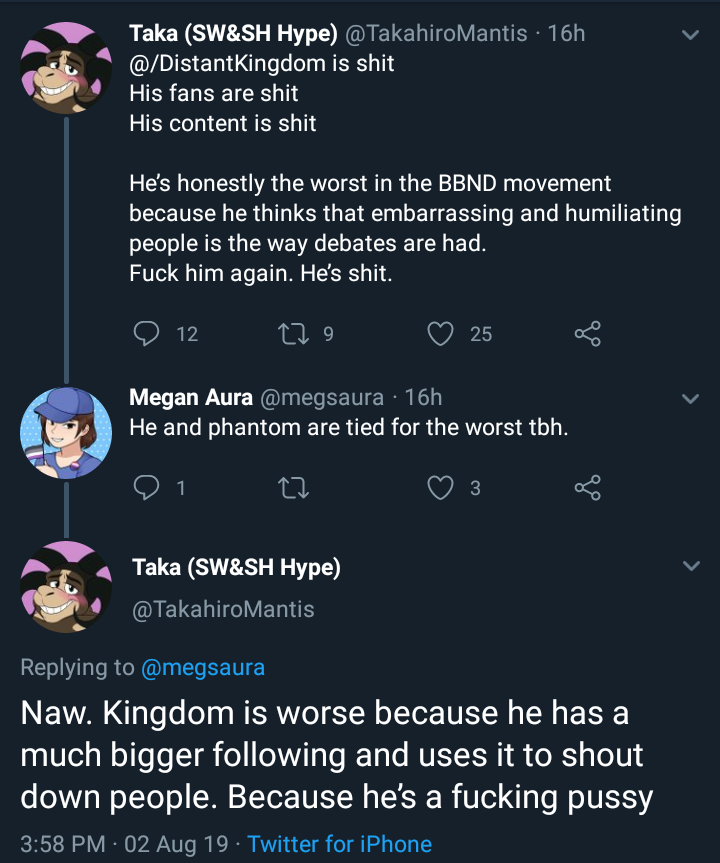 Taka (SW&SH Hype) @TakahiroMantis · 16h
@/DistantKingdom is shit
His fans are shit
His content is shit
He's honestly the worst in the BBND movement
because he thinks that embarrassing and humiliating
people is the way debates are had.
Fuck him again. He's shit.
12 9 25
Megan Aura @megsaura · 16h
He and phantom are tied for the worst tbh.
1 3
Taka (SW&SH Hype)
@TakahiroMantis
Replying to @megsaura
Naw. Kingdom is worse because he has a
much bigger following and uses it to shout
down people. Because he's a fucking pussy
3:58 PM · 02 Aug 19 · Twitter for iPhone